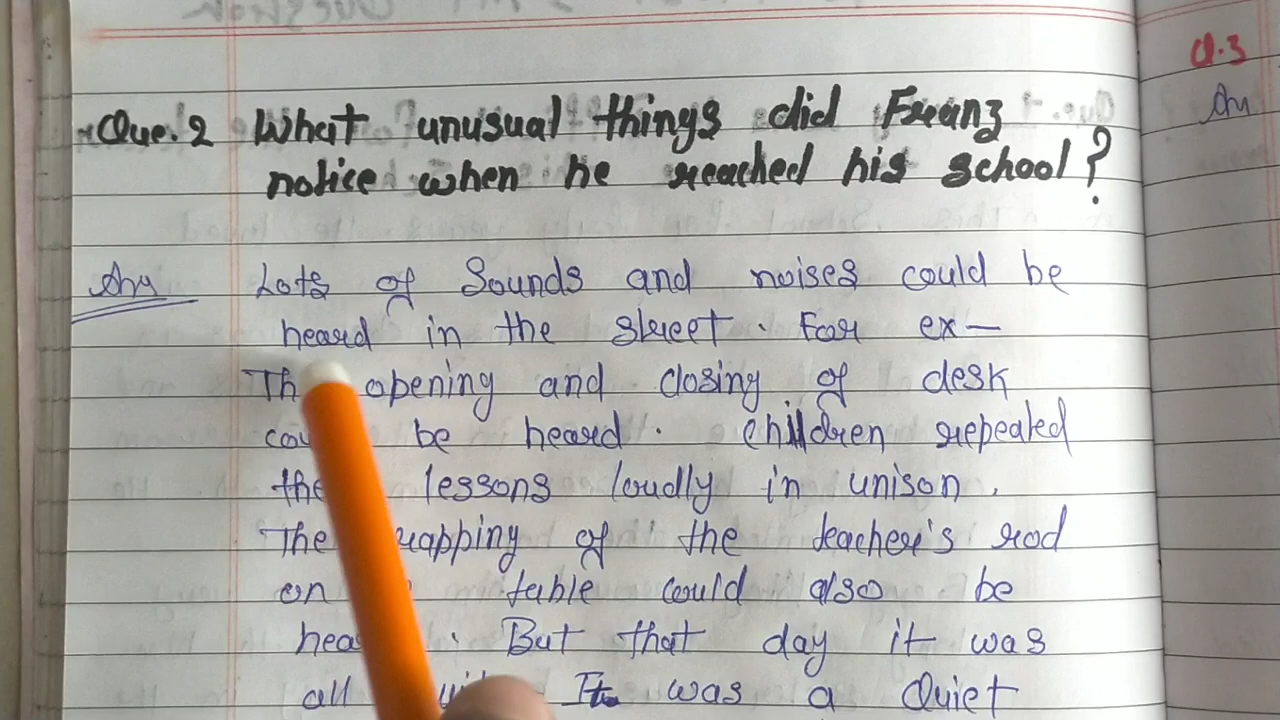 Que. 2 What unusual things did Franz
notice when he reached his school?
Q.3
Ans
Ans Lots of Sounds and noises could be
heard in the street. For ex—
opening and closing of desk
be heard. Children repeated
lessons loudly in unison.
The rapping of the teacher's rod
on table could also be
But that day it was
all It was a Quiet